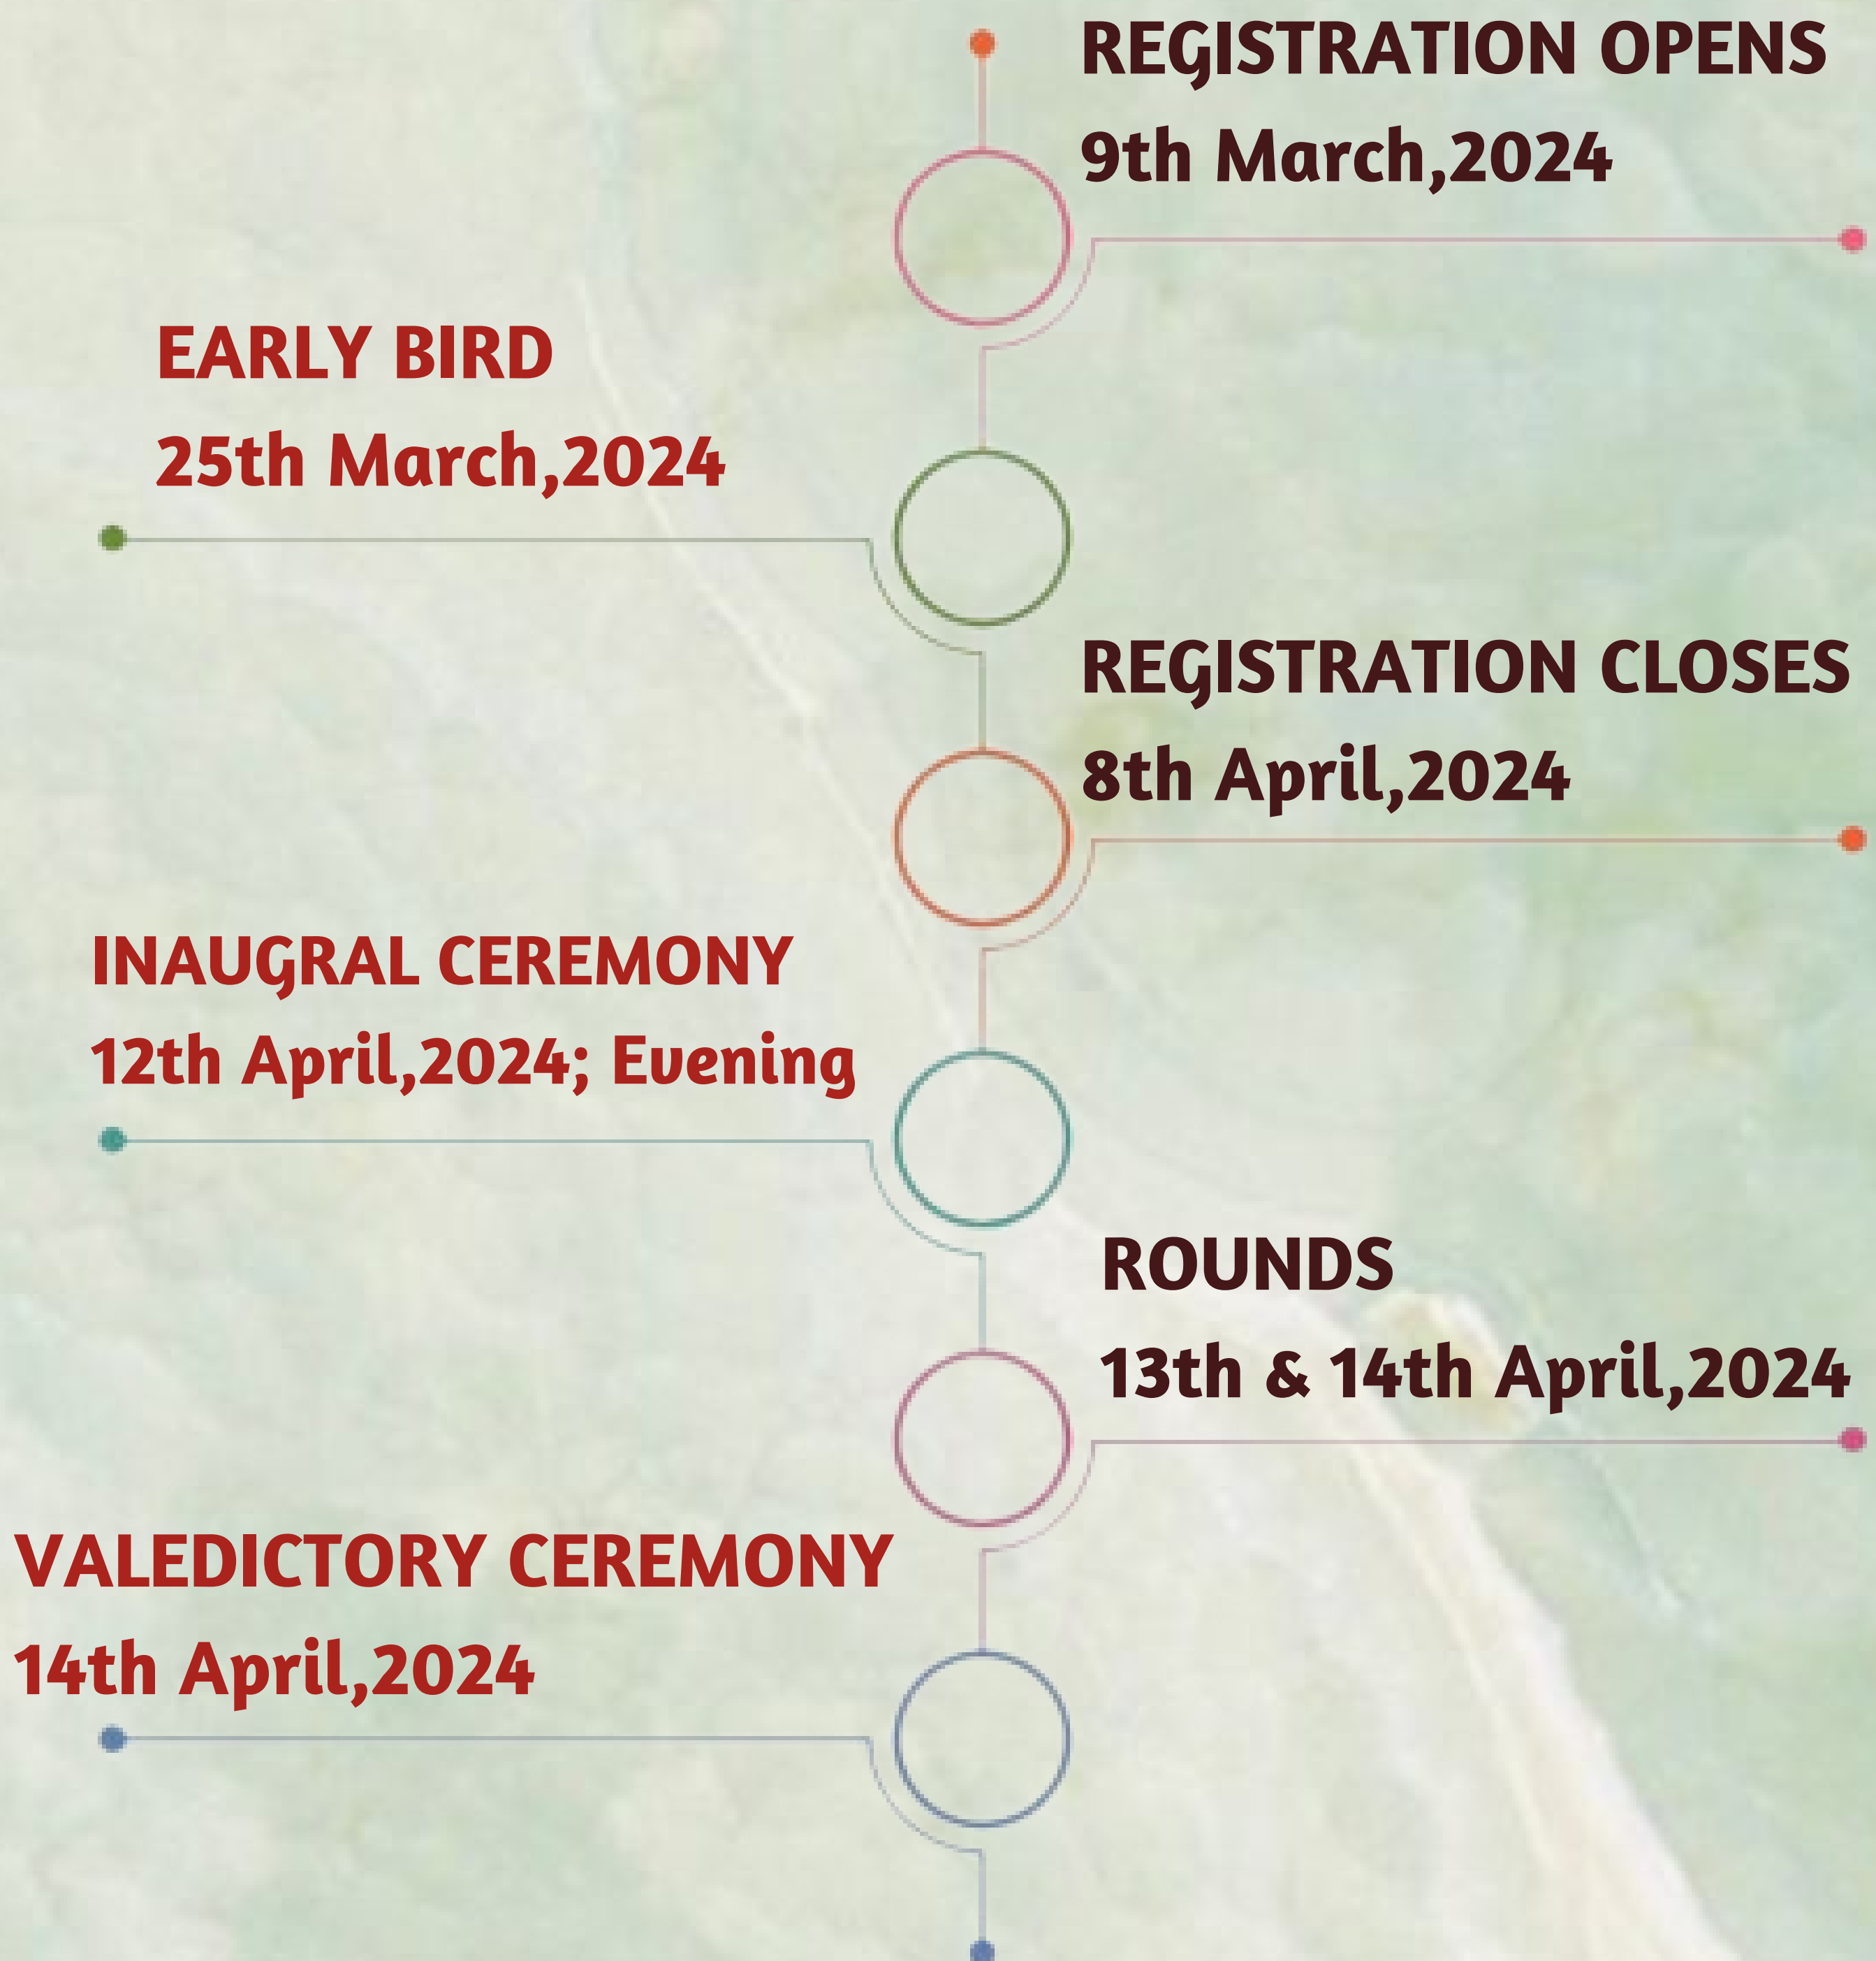 REGISTRATION OPENS
9th March,2024
EARLY BIRD
25th March,2024
REGISTRATION CLOSES
8th April,2024
INAUGRAL CEREMONY
12th April,2024; Evening
ROUNDS
13th & 14th April,2024
VALEDICTORY CEREMONY
14th April,2024